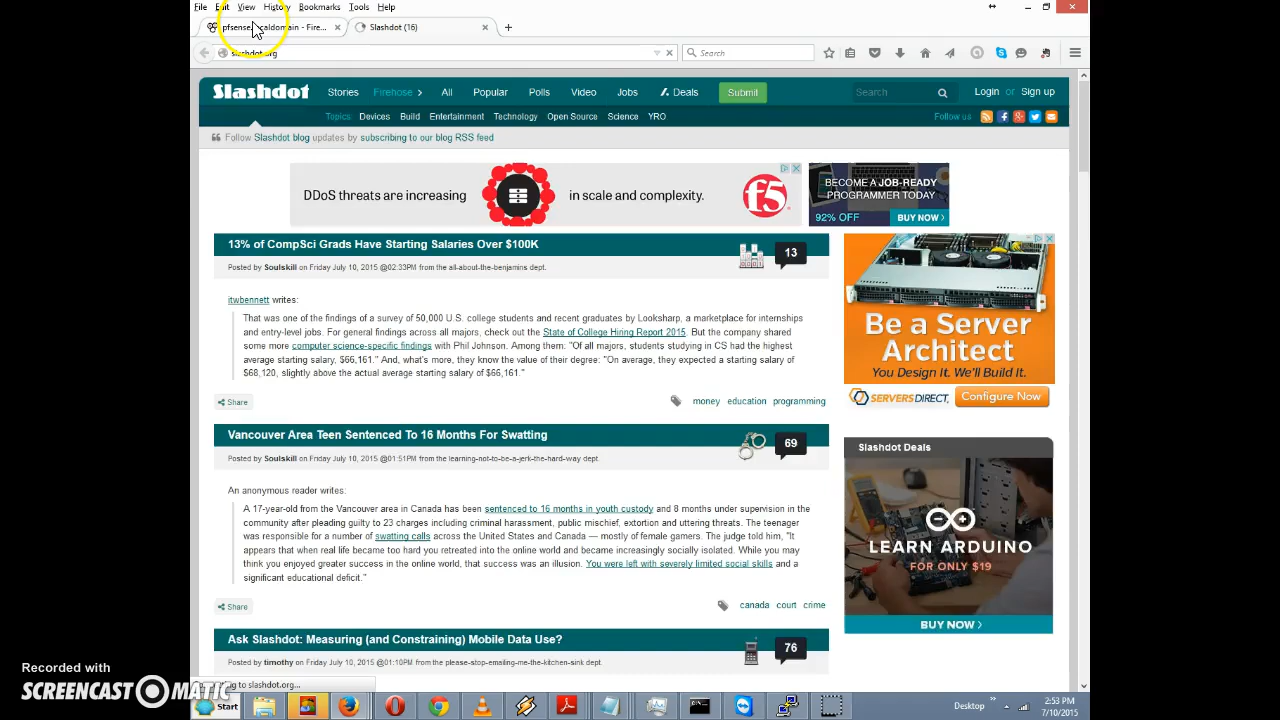 File Edit View History Bookmarks Tools Help
pfsense. caldomain - Fire... Slashdot (16)
slashdot.org Search
Slashdot Stories Firehose > All Popular Polls Video Jobs Deals Submit Search Login or Sign up
Topics Devices Build Entertainment Technology Open Source Science YRO Follow us
Follow Slashdot blog updates by subscribing to our blog RSS feed
DDoS threats are increasing in scale and complexity. f5
BECOME A JOB-READY
PROGRAMMER TODAY
92% OFF BUY NOW >
13% of CompSci Grads Have Starting Salaries Over $100K 13
Posted by Soulskill on Friday July 10, 2015 @02:33PM from the all-about-the-benjamins dept.
itwbennett writes:
That was one of the findings of a survey of 50,000 U.S. college students and recent graduates by Looksharp, a marketplace for internships
and entry-level jobs. For general findings across all majors, check out the State of College Hiring Report 2015. But the company shared
some more computer science-specific findings with Phil Johnson. Among them: "Of all majors, students studying in CS had the highest
average starting salary, $66,161." And, what's more, they know the value of their degree: "On average, they expected a starting salary of
$68,120, slightly above the actual average starting salary of $66,161."
Share money education programming
Be a Server
Architect
You Design It. We'll Build It.
SERVERSDIRECT Configure Now
Vancouver Area Teen Sentenced To 16 Months For Swatting 69
Posted by Soulskill on Friday July 10, 2015 @01:51PM from the learning-not-to-be-a-jerk-the-hard-way dept.
An anonymous reader writes:
A 17-year-old from the Vancouver area in Canada has been sentenced to 16 months in youth custody and 8 months under supervision in the
community after pleading guilty to 23 charges including criminal harassment, public mischief, extortion and uttering threats. The teenager
was responsible for a number of swatting calls across the United States and Canada — mostly of female gamers. The judge told him, "It
appears that when real life became too hard you retreated into the online world and became increasingly socially isolated. While you may
think you enjoyed greater success in the online world, that success was an illusion. You were left with severely limited social skills and a
significant educational deficit."
Share canada court crime
Slashdot Deals
LEARN ARDUINO
FOR ONLY $19
BUY NOW >
Ask Slashdot: Measuring (and Constraining) Mobile Data Use? 76
Posted by timothy on Friday July 10, 2015 @01:10PM from the please-stop-emailing-me-the-kitchen-sink dept.
to slashdot.org...
Recorded with
SCREENCAST MATIC
Start Desktop 2:53 PM
7/10/2015